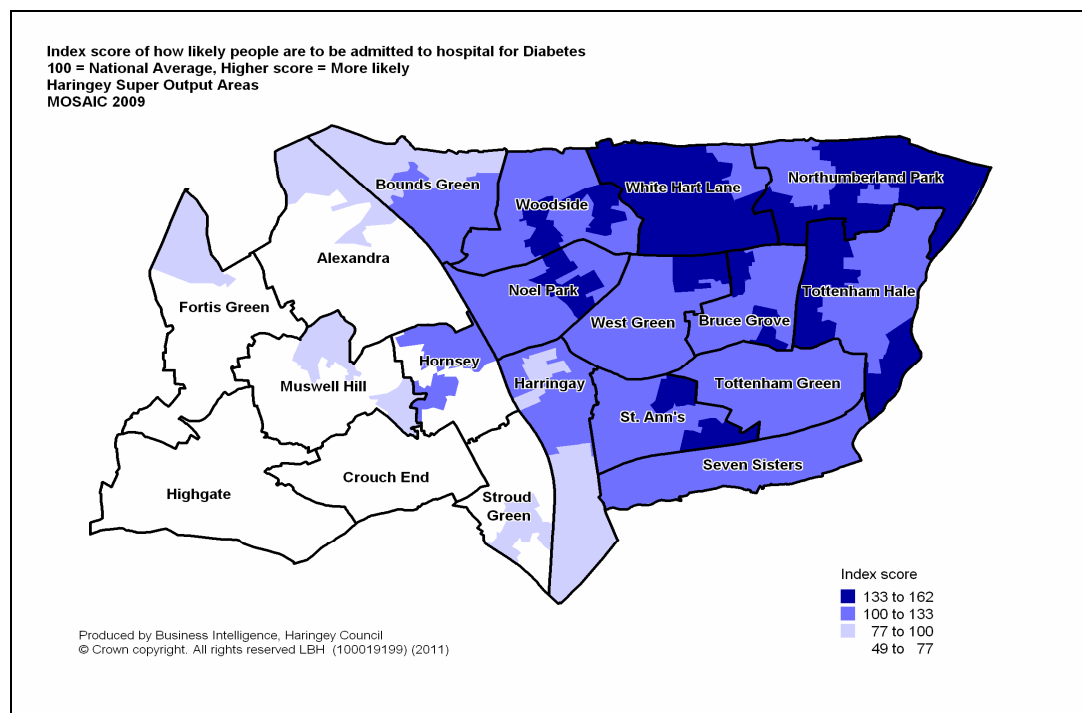 Index score of how likely people are to be admitted to hospital for Diabetes
100 = National Average, Higher score = More likely
Haringey Super Output Areas
MOSAIC 2009
Bounds Green
Woodside
White Hart Lane
Northumberland Park
Alexandra
Fortis Green
Noel Park
West Green
Bruce Grove
Tottenham Hale
Muswell Hill
Hornsey
Harringay
St. Ann's
Tottenham Green
Seven Sisters
Highgate
Crouch End
Stroud
Green
Index score
133 to 162
100 to 133
77 to 100
49 to 77
Produced by Business Intelligence, Haringey Council
© Crown copyright. All rights reserved LBH (100019199) (2011)